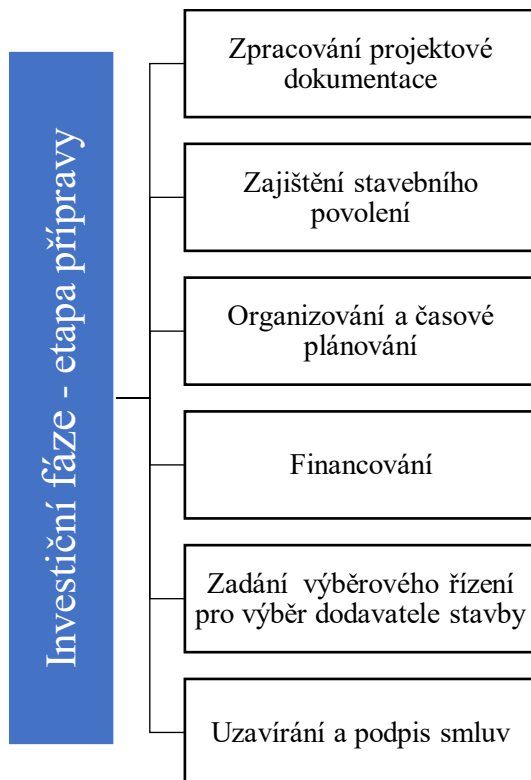 Investiční fáze - etapa přípravy
Zpracování projektové
dokumentace
Zajištění stavebního
povolení
Organizování a časové
plánování
Financování
Zadání výběrového řízení
pro výběr dodavatele stavby
Uzavírání a podpis smluv